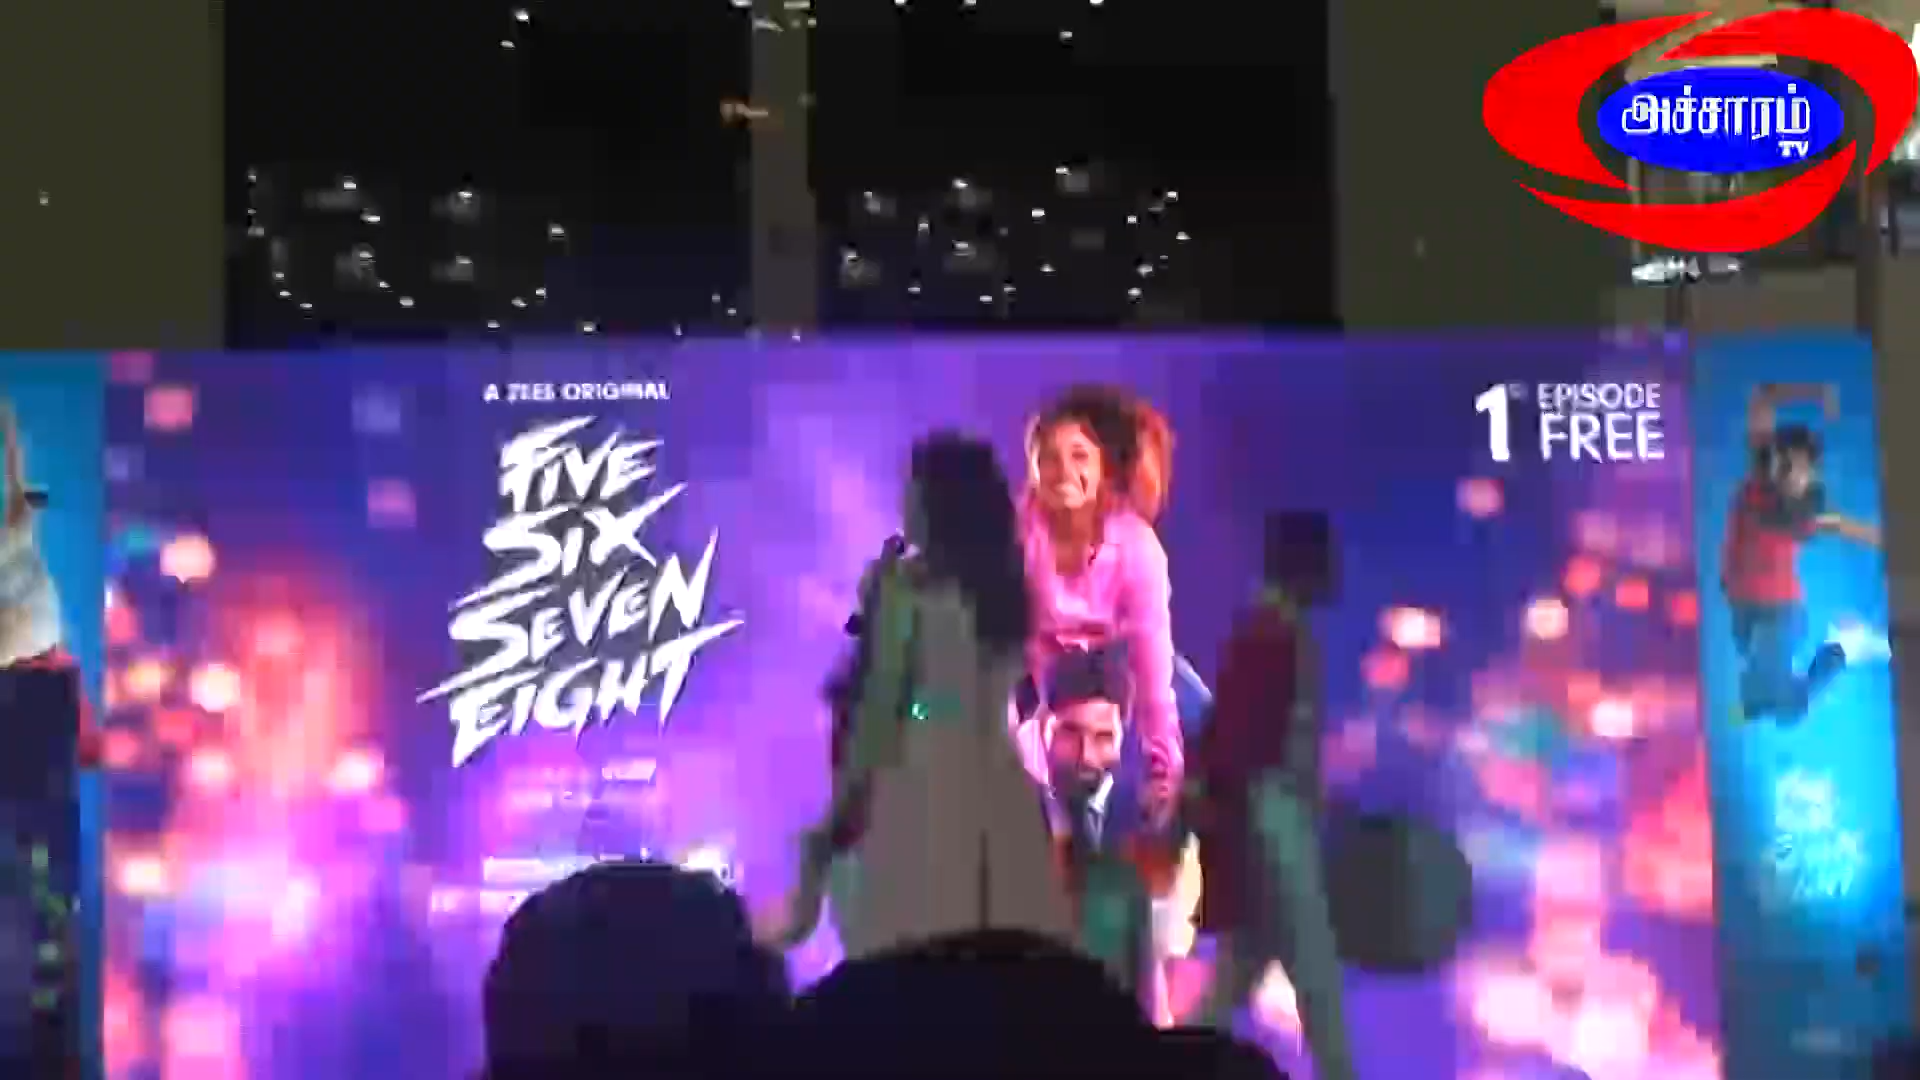 அச்சாரம்
TV
A ZEE5 ORIGINAL
FIVE
SIX
SEVEN
EIGHT
1ST EPISODE
FREE